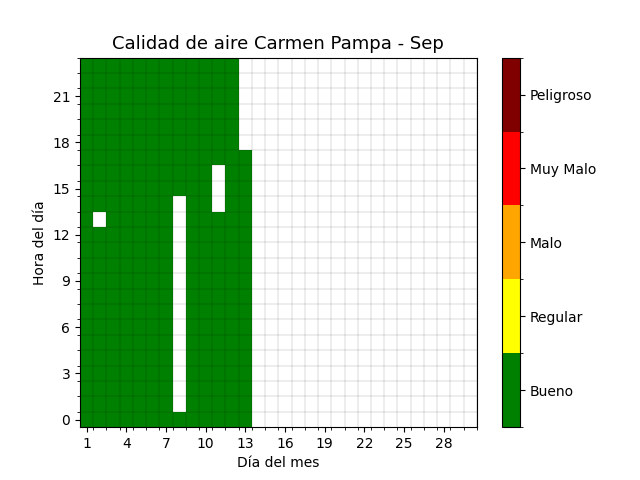 Calidad de aire Carmen Pampa - Sep
Hora del día
21
18
15
12
9
6
3
0
1 4 7 10 13 16 19 22 25 28
Día del mes
Peligroso
Muy Malo
Malo
Regular
Bueno